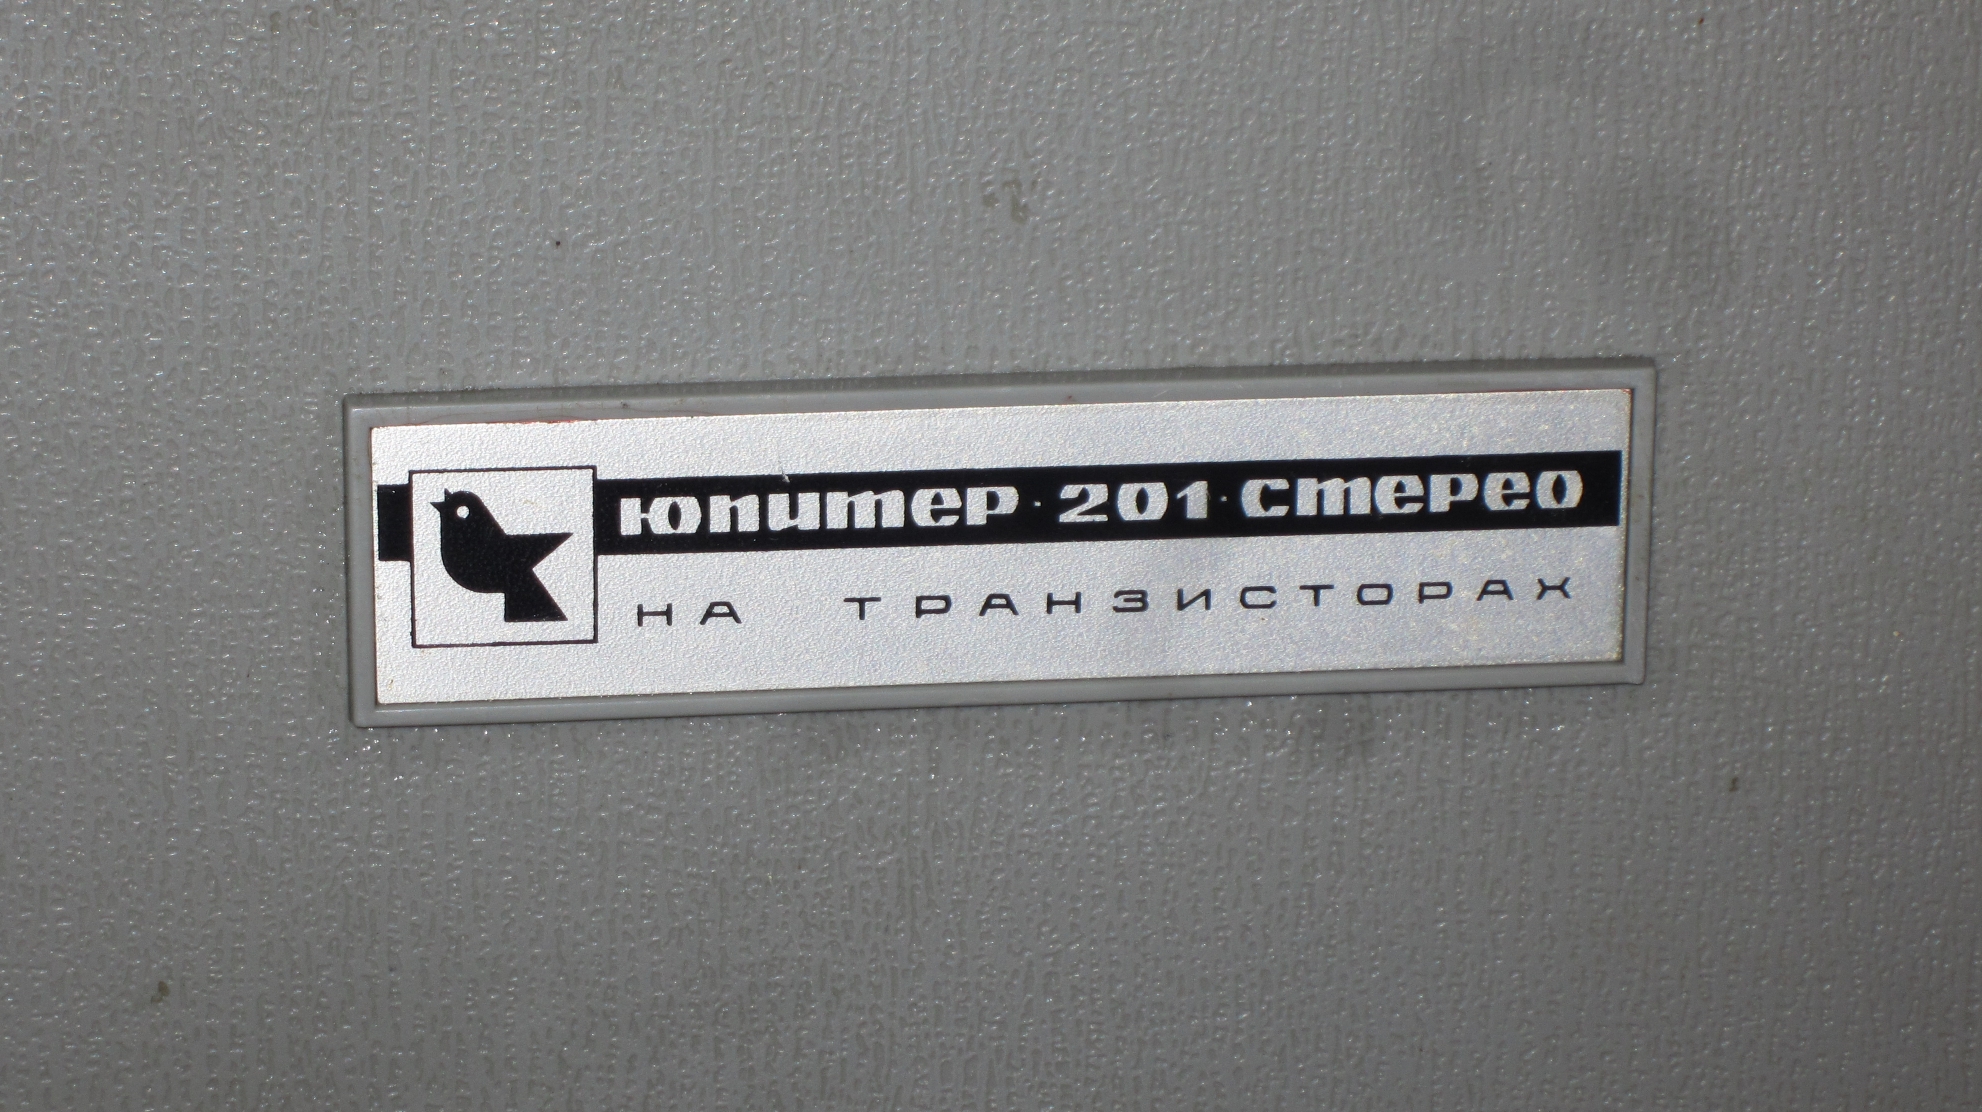 юпитер · 201 · стерео
НА ТРАНЗИСТОРАХ